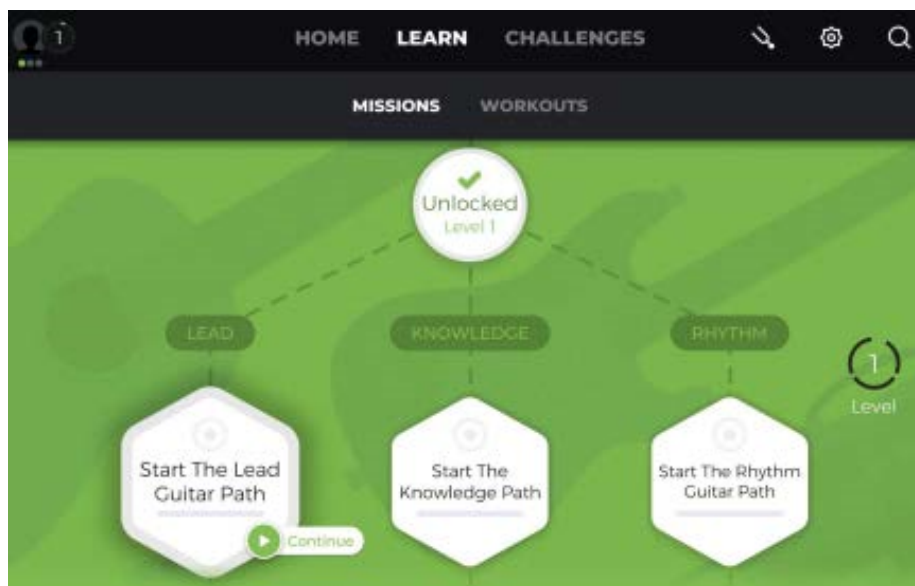 1
HOME LEARN CHALLENGES
MISSIONS WORKOUTS
Unlocked
Level 1
LEAD KNOWLEDGE RHYTHM
1
Level
Start The Lead
Guitar Path
Continue
Start The
Knowledge Path
Start The Rhythm
Guitar Path